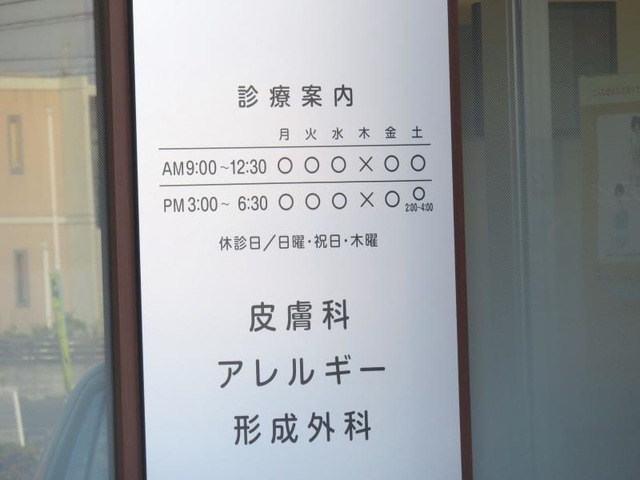 診療案内
月 火 水 木 金 土
AM9:00~12:30 ○ ○ ○ × ○ ○
PM3:00~ 6:30 ○ ○ ○ × ○ ○
2:00~4:00
休診日/日曜・祝日・木曜
皮膚科
アレルギー
形成外科